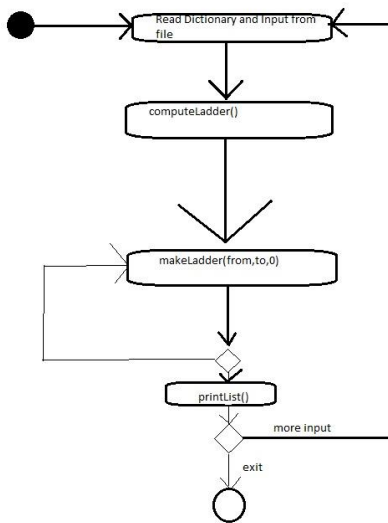 Read Dictionary and Input from
file
computeLadder()
makeLadder(from,to,0)
printList()
more input
exit